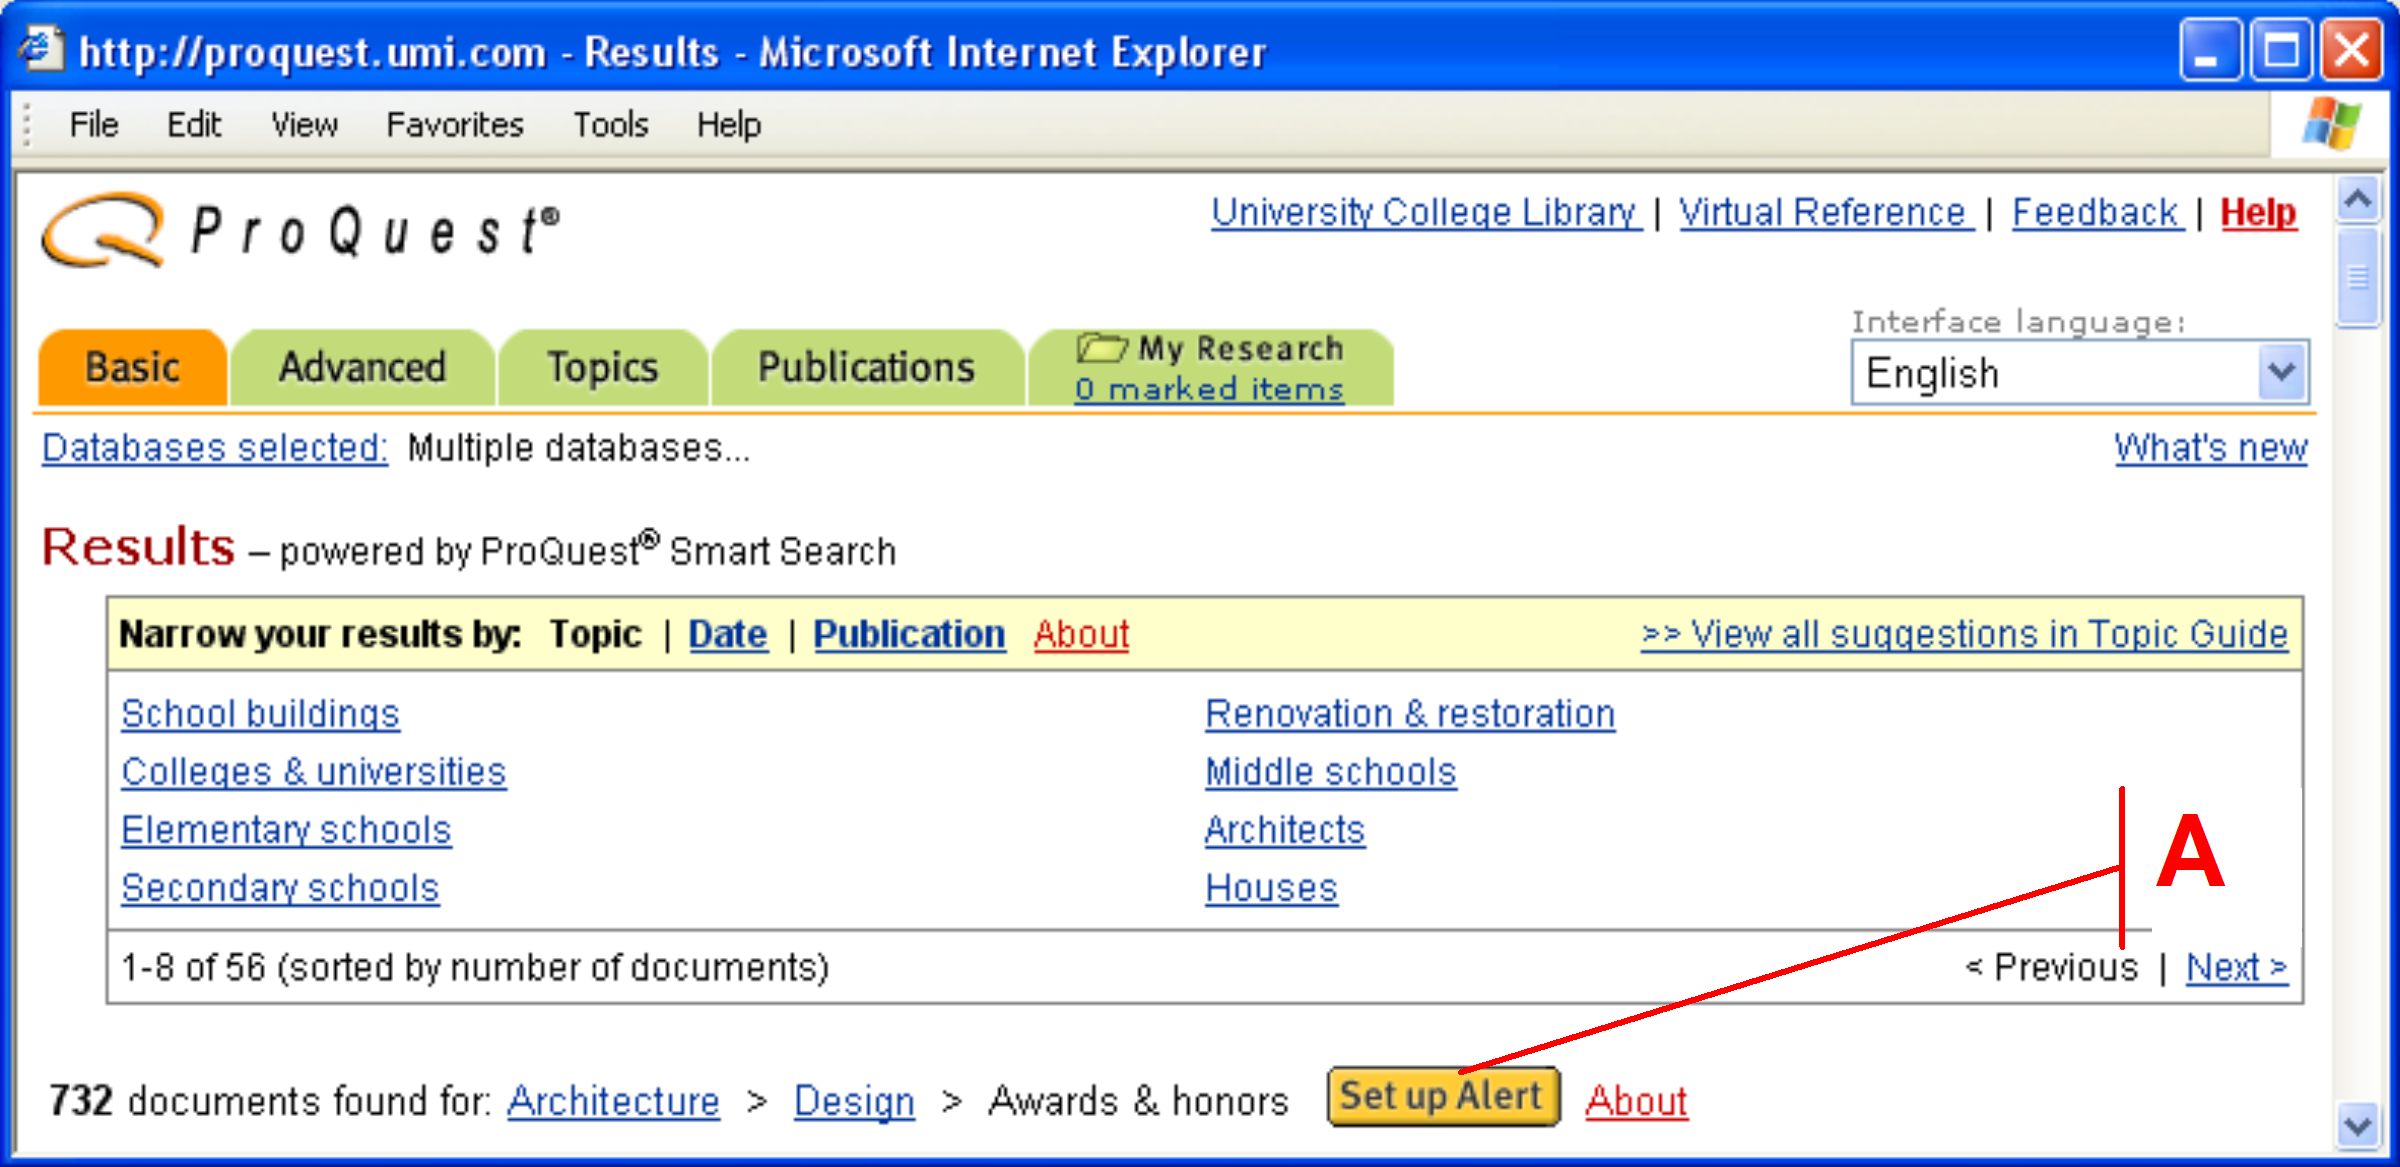 http://proquest.umi.com - Results - Microsoft Internet Explorer
File Edit View Favorites Tools Help
ProQuest®
University College Library | Virtual Reference | Feedback | Help
Interface language:
Basic Advanced Topics Publications My Research
0 marked items
English
Databases selected: Multiple databases...
What's new
Results – powered by ProQuest® Smart Search
Narrow your results by: Topic | Date | Publication About >> View all suggestions in Topic Guide
School buildings Renovation & restoration
Colleges & universities Middle schools
Elementary schools Architects
Secondary schools Houses
A
1-8 of 56 (sorted by number of documents) < Previous | Next >
732 documents found for: Architecture > Design > Awards & honors Set up Alert About